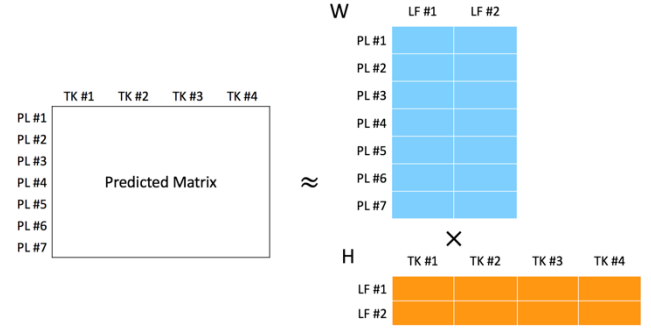 W
LF #1 LF #2
PL #1
PL #2
PL #3
PL #4
PL #5
PL #6
PL #7
TK #1 TK #2 TK #3 TK #4
PL #1
PL #2
PL #3
PL #4
PL #5
PL #6
PL #7
Predicted Matrix
≈
×
H
TK #1 TK #2 TK #3 TK #4
LF #1
LF #2